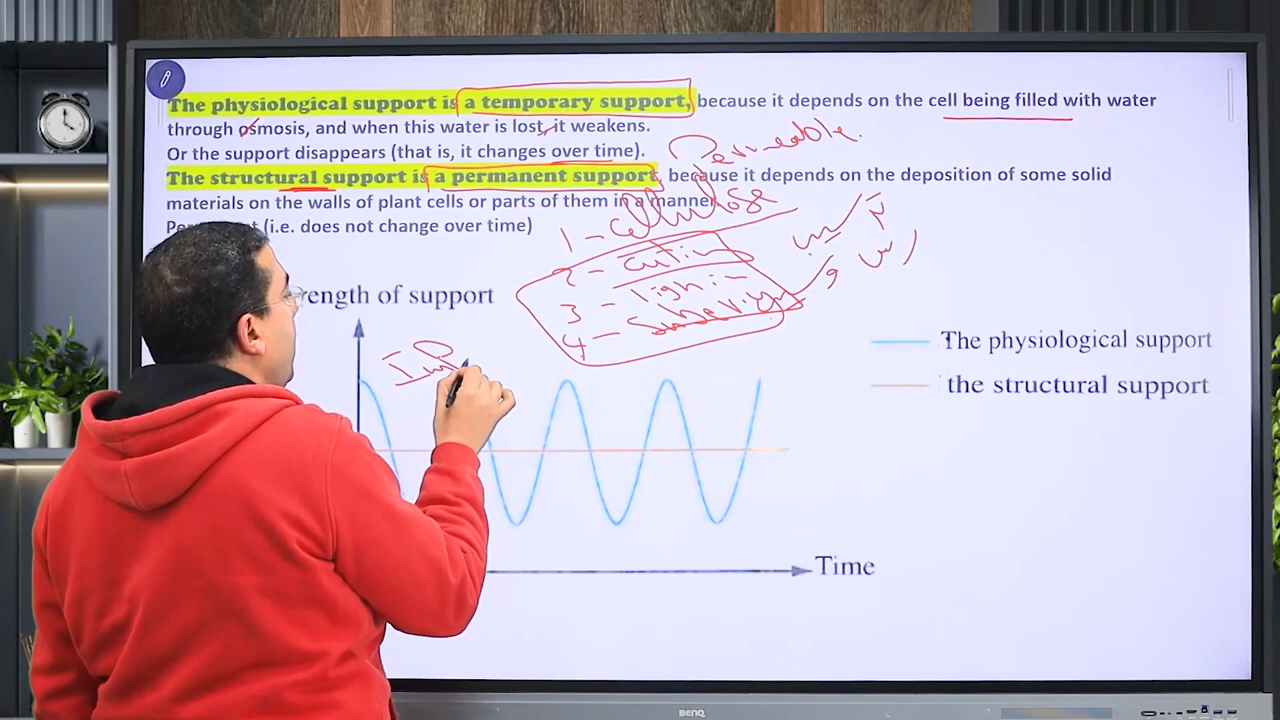 The physiological support is a temporary support, because it depends on the cell being filled with water
through osmosis, and when this water is lost, it weakens.
Or the support disappears (that is, it changes over time).
Permeable.
The structural support is a permanent support, because it depends on the deposition of some solid
materials on the walls of plant cells or parts of them in a manner
(i.e. does not change over time)
1 - cellulose
2 - cutin
3 - lignin
4 - Suberin
rength of support
Imp
The physiological support
the structural support
Time
BENQ